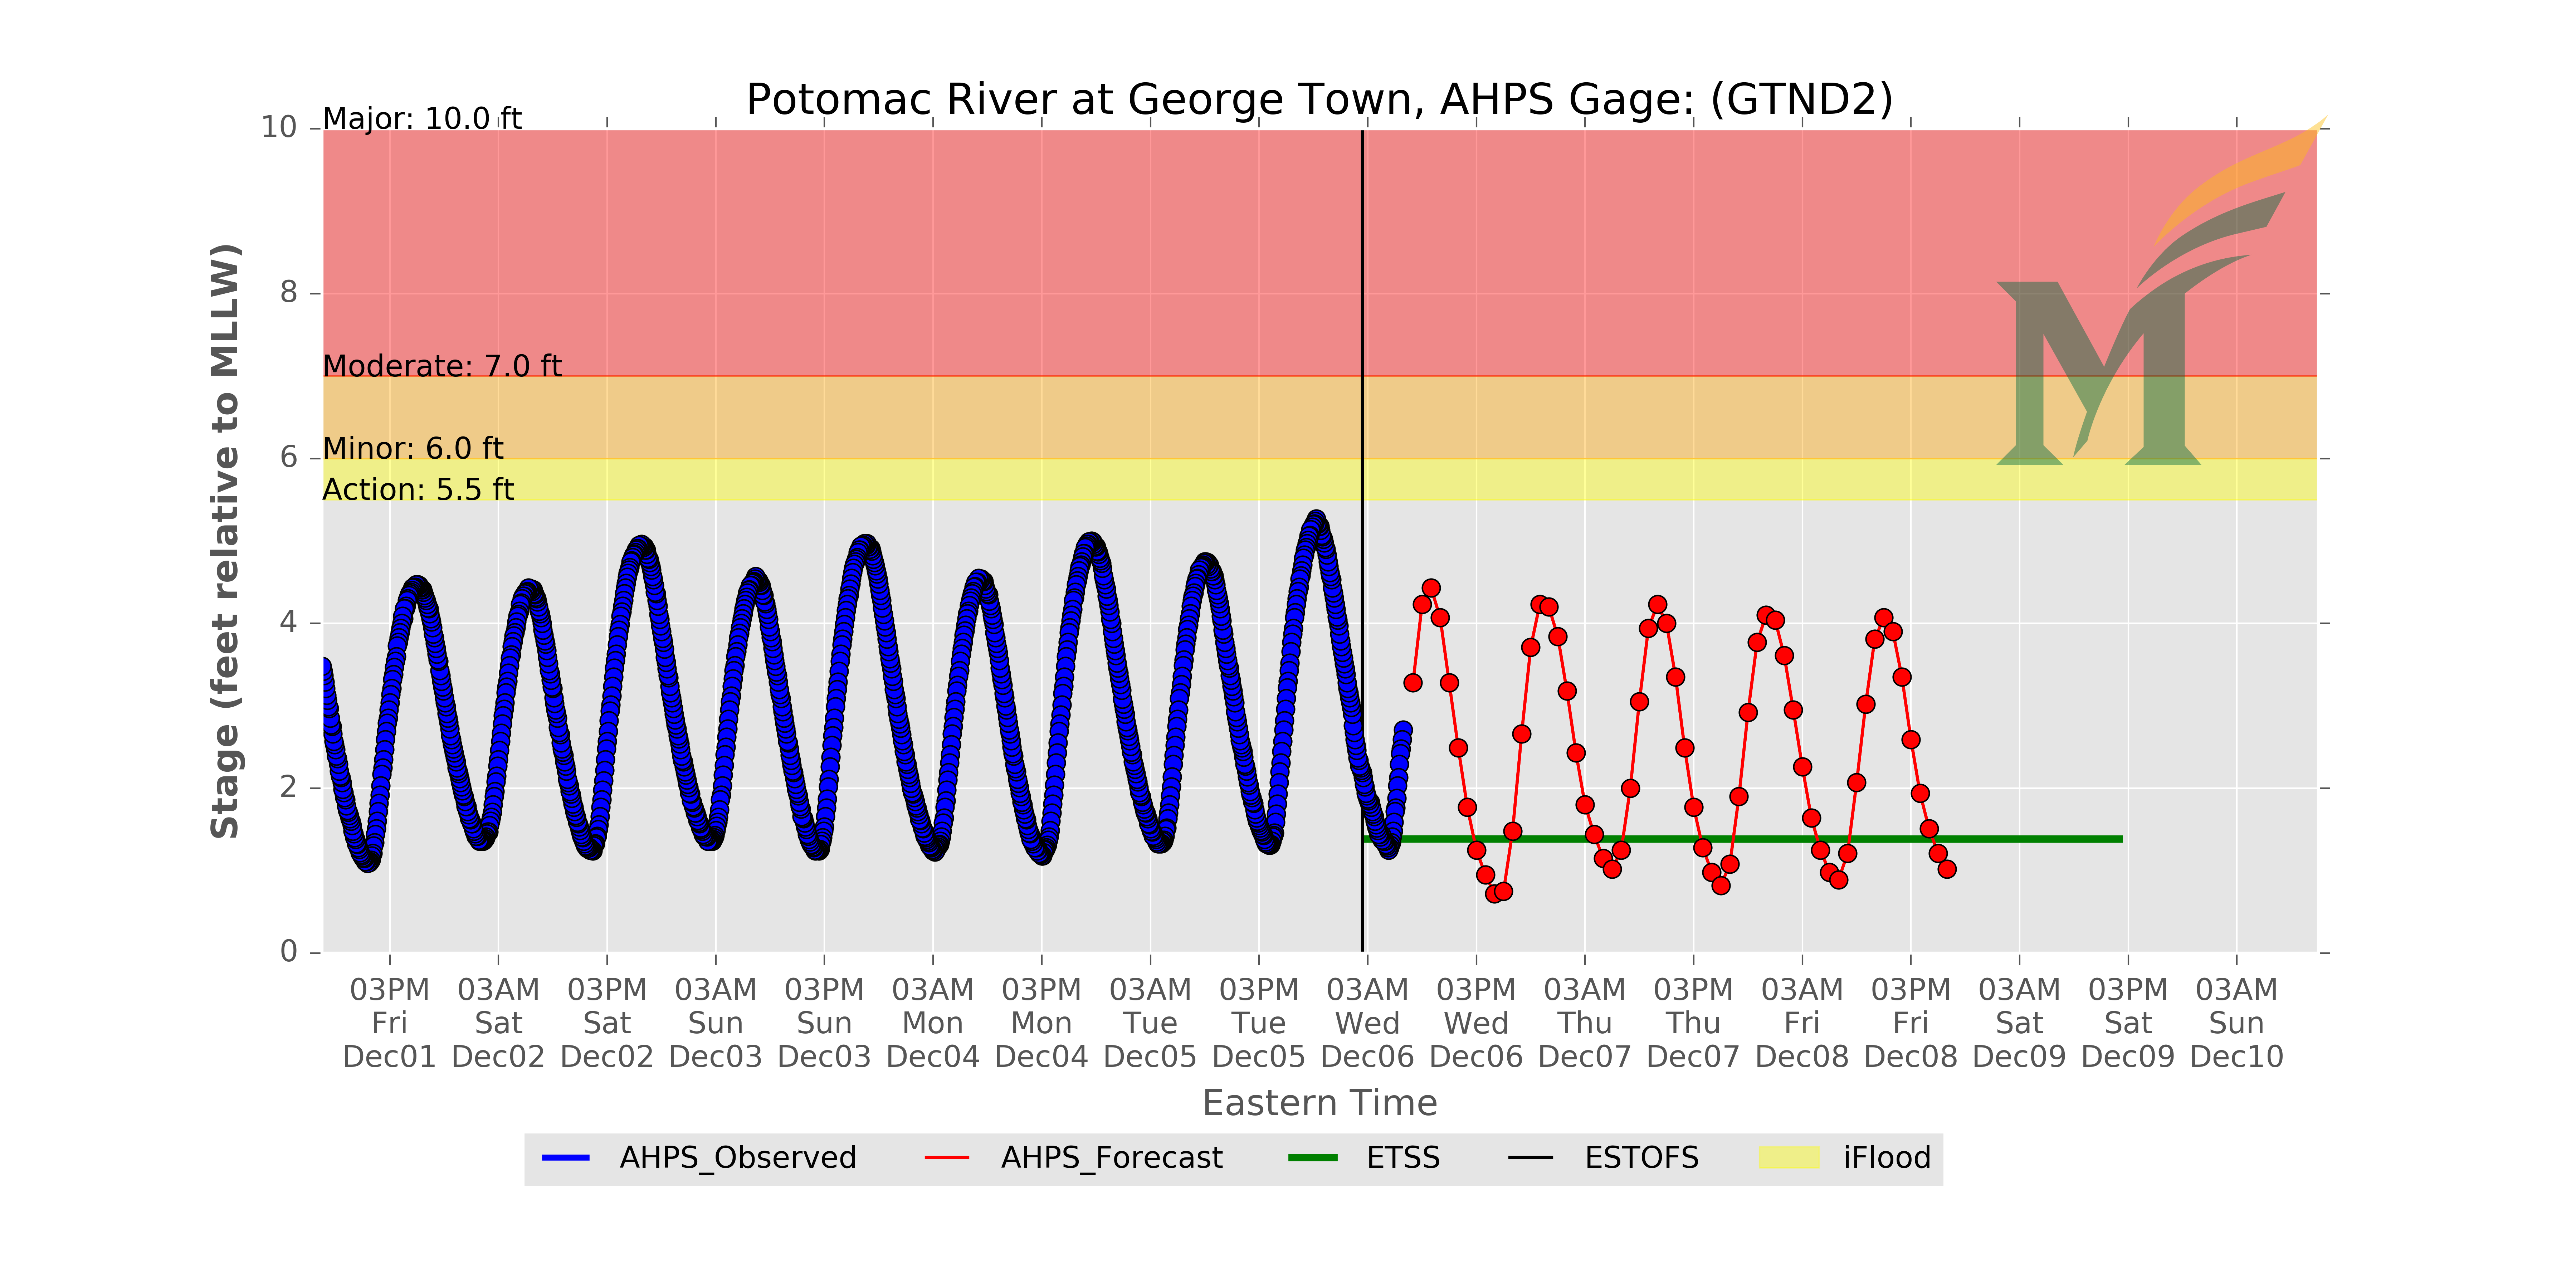 Potomac River at George Town, AHPS Gage: (GTND2)
Major: 10.0 ft
Moderate: 7.0 ft
Minor: 6.0 ft
Action: 5.5 ft
Stage (feet relative to MLLW)
10
8
6
4
2
0
03PM Fri Dec01
03AM Sat Dec02
03PM Sat Dec02
03AM Sun Dec03
03PM Sun Dec03
03AM Mon Dec04
03PM Mon Dec04
03AM Tue Dec05
03PM Tue Dec05
03AM Wed Dec06
03PM Wed Dec06
03AM Thu Dec07
03PM Thu Dec07
03AM Fri Dec08
03PM Fri Dec08
03AM Sat Dec09
03PM Sat Dec09
03AM Sun Dec10
Eastern Time
AHPS_Observed
AHPS_Forecast
ETSS
ESTOFS
iFlood